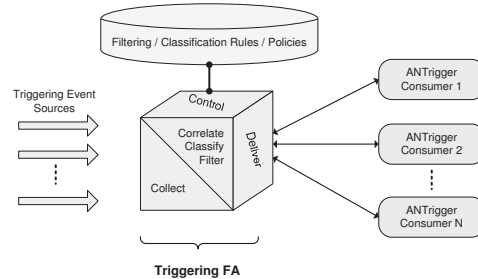 Filtering / Classification Rules / Policies
Triggering Event
Sources
Control
Correlate
Classify
Filter
Collect
Deliver
ANTrigger
Consumer 1
ANTrigger
Consumer 2
ANTrigger
Consumer N
Triggering FA